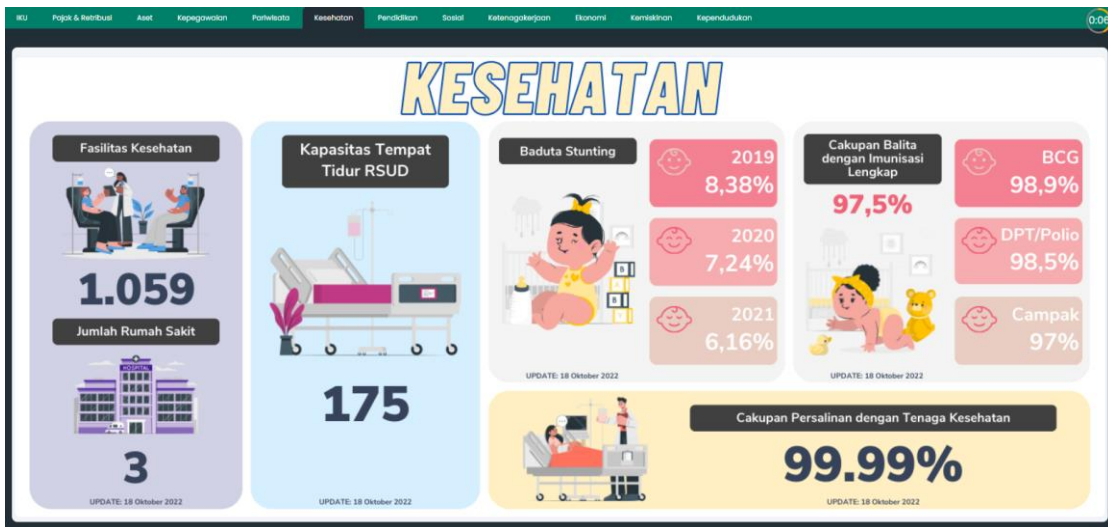 IKU Pajak & Retribusi Aset Kepegawaian Pariwisata Kesehatan Pendidikan Sosial Ketenagakerjaan Ekonomi Kemiskinan Kependudukan
0:06
KESEHATAN
Fasilitas Kesehatan
1.059
Jumlah Rumah Sakit
HOSPITAL
3
UPDATE: 18 Oktober 2022
Kapasitas Tempat
Tidur RSUD
175
UPDATE: 18 Oktober 2022
Baduta Stunting
2019
8,38%
2020
7,24%
2021
6,16%
UPDATE: 18 Oktober 2022
Cakupan Balita
dengan Imunisasi
Lengkap
97,5%
BCG
98,9%
DPT/Polio
98,5%
Campak
97%
UPDATE: 18 Oktober 2022
Cakupan Persalinan dengan Tenaga Kesehatan
99.99%
UPDATE: 18 Oktober 2022